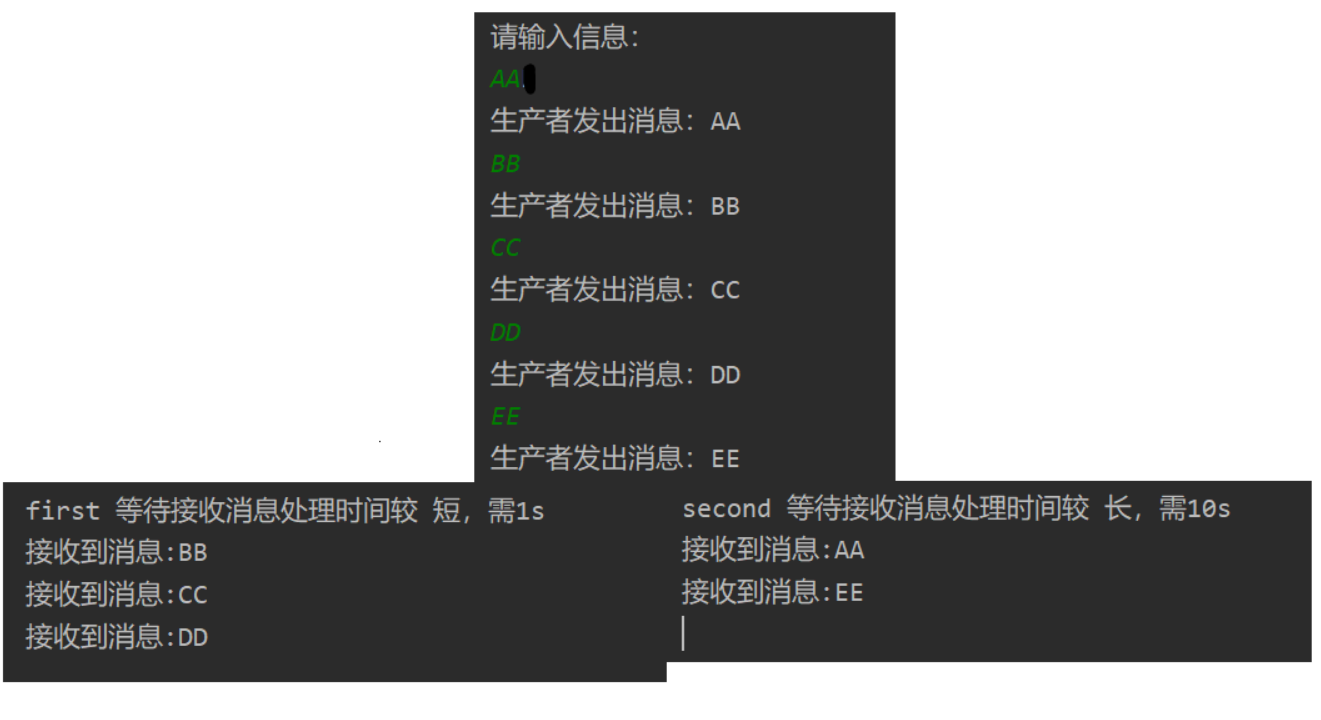 请输入信息:
AA
生产者发出消息: AA
BB
生产者发出消息: BB
CC
生产者发出消息: CC
DD
生产者发出消息: DD
EE
生产者发出消息: EE
first 等待接收消息处理时间较 短, 需1s
接收到消息:BB
接收到消息:CC
接收到消息:DD
second 等待接收消息处理时间较 长, 需10s
接收到消息:AA
接收到消息:EE